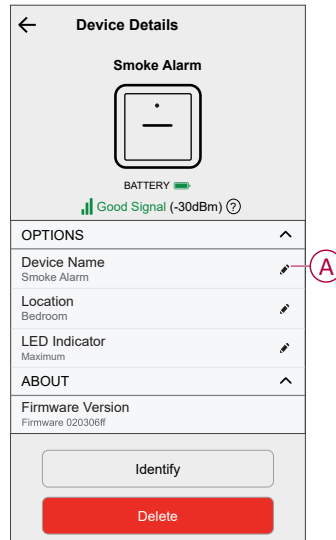 Device Details
Smoke Alarm
BATTERY
Good Signal (-30dBm) ?
OPTIONS
Device Name
Smoke Alarm
A
Location
Bedroom
LED Indicator
Maximum
ABOUT
Firmware Version
Firmware 020306ff
Identify
Delete